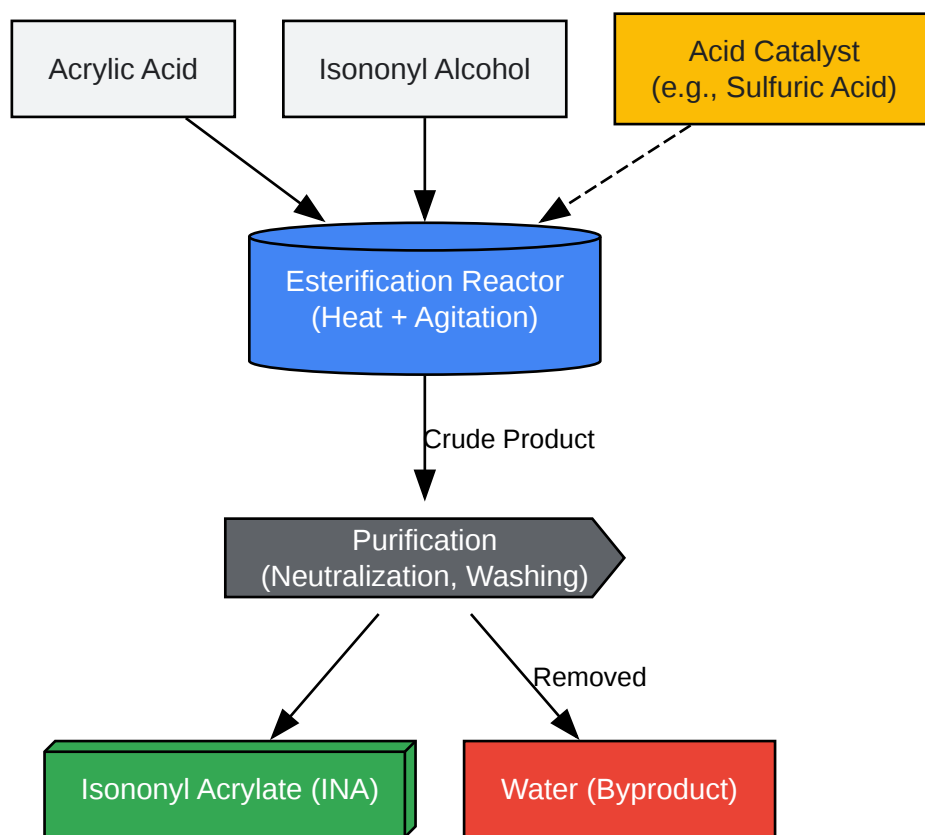 Acrylic Acid
Isononyl Alcohol
Acid Catalyst
(e.g., Sulfuric Acid)
Esterification Reactor
(Heat + Agitation)
Crude Product
Purification
(Neutralization, Washing)
Removed
Isononyl Acrylate (INA)
Water (Byproduct)